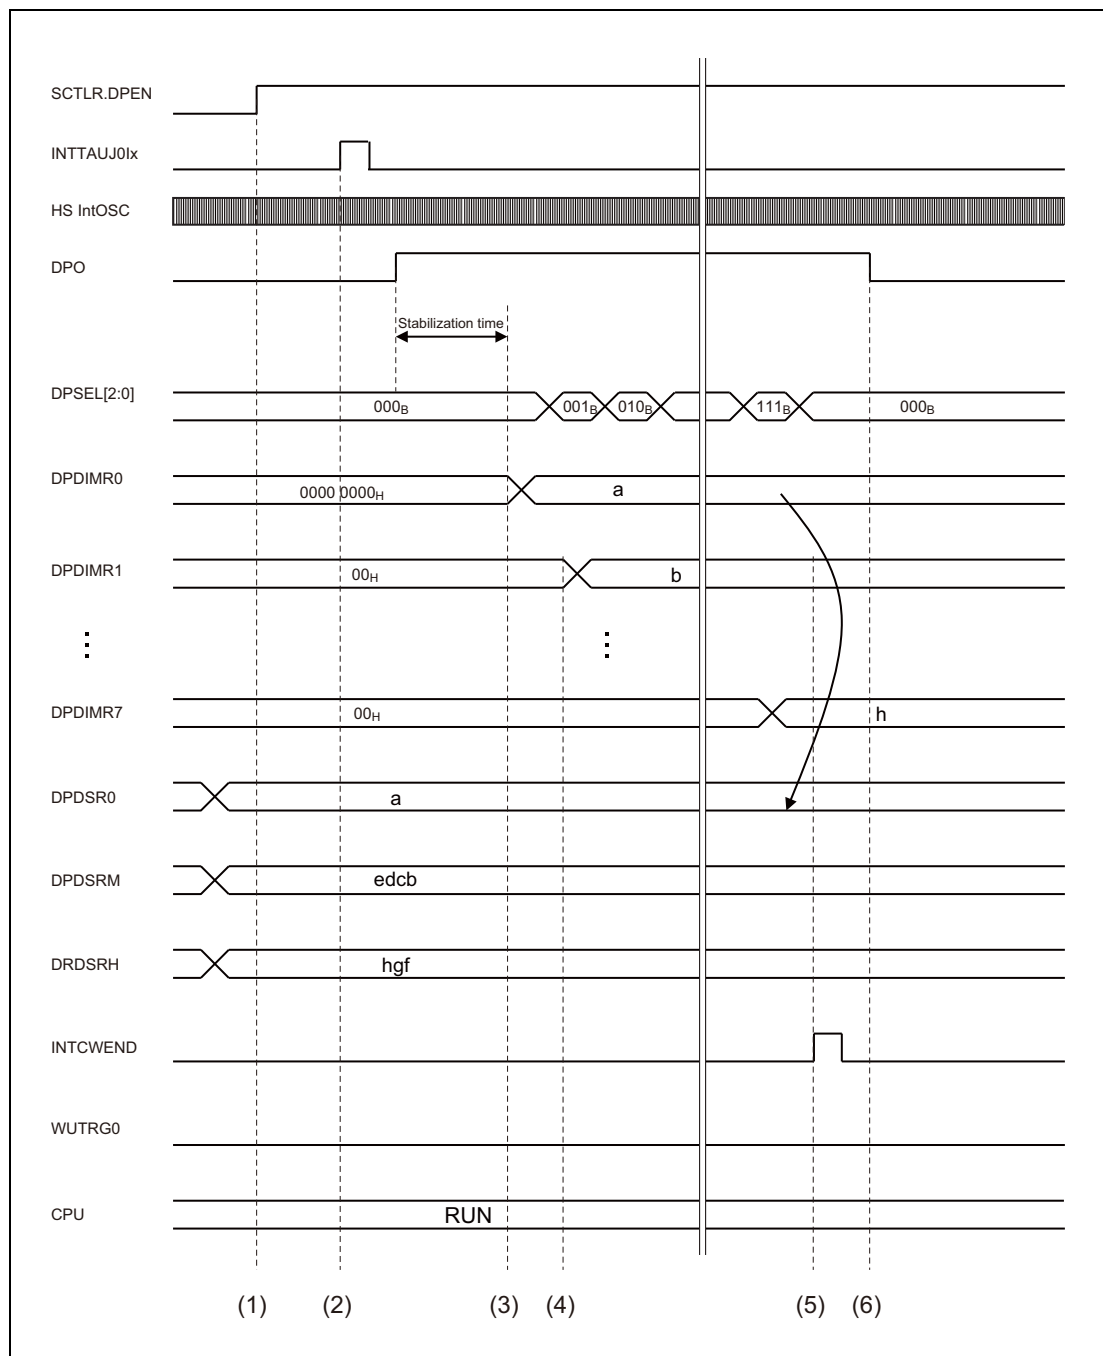 SCTLR.DPEN
INTTAUJ0Ix
HS IntOSC
DPO
Stabilization time
DPSEL[2:0]
000B 001B 010B 111B 000B
DPDIMR0
0000 0000H a
DPDIMR1
00H b
DPDIMR7
00H h
DPDSR0
a
DPDSRM
edcb
DRDSRH
hgf
INTCWEND
WUTRG0
CPU
RUN
(1) (2) (3) (4) (5) (6)